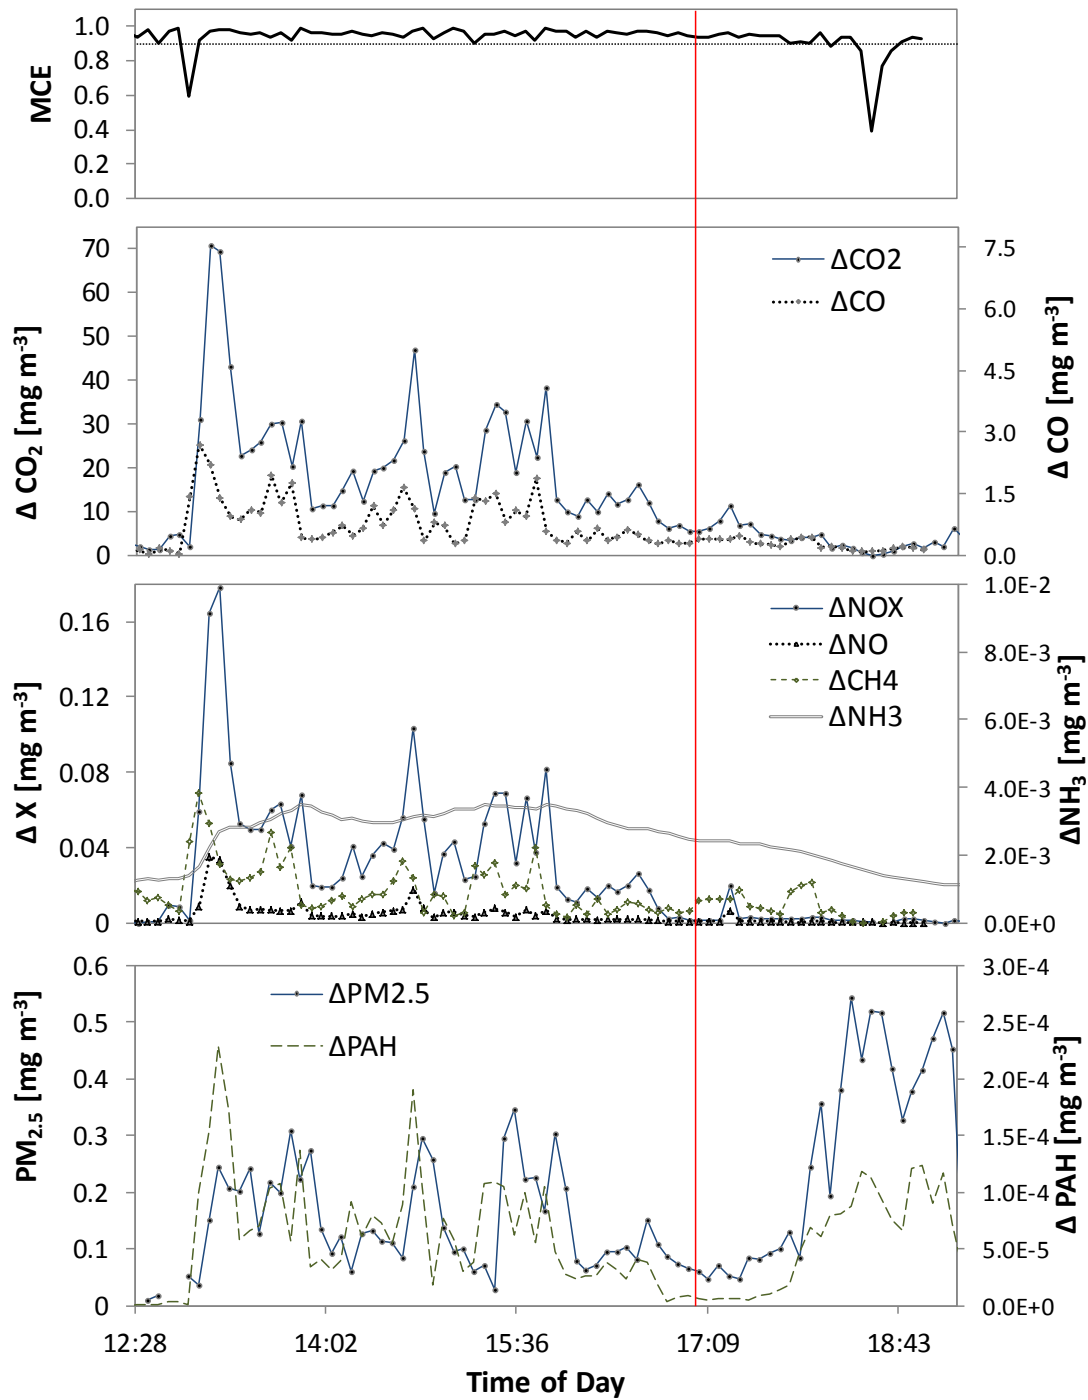 1.0
0.8
0.6
0.4
0.2
0.0
MCE
70
60
50
40
30
20
10
0
Δ CO₂ [mg m⁻³]
ΔCO2
ΔCO
7.5
6.0
4.5
3.0
1.5
0.0
Δ CO [mg m⁻³]
0.16
0.12
0.08
0.04
0
Δ X [mg m⁻³]
ΔNOX
ΔNO
ΔCH4
ΔNH3
1.0E-2
8.0E-3
6.0E-3
4.0E-3
2.0E-3
0.0E+0
ΔNH₃ [mg m⁻³]
0.6
0.5
0.4
0.3
0.2
0.1
0
PM₂.₅ [mg m⁻³]
ΔPM2.5
ΔPAH
3.0E-4
2.5E-4
2.0E-4
1.5E-4
1.0E-4
5.0E-5
0.0E+0
Δ PAH [mg m⁻³]
12:28 14:02 15:36 17:09 18:43
Time of Day